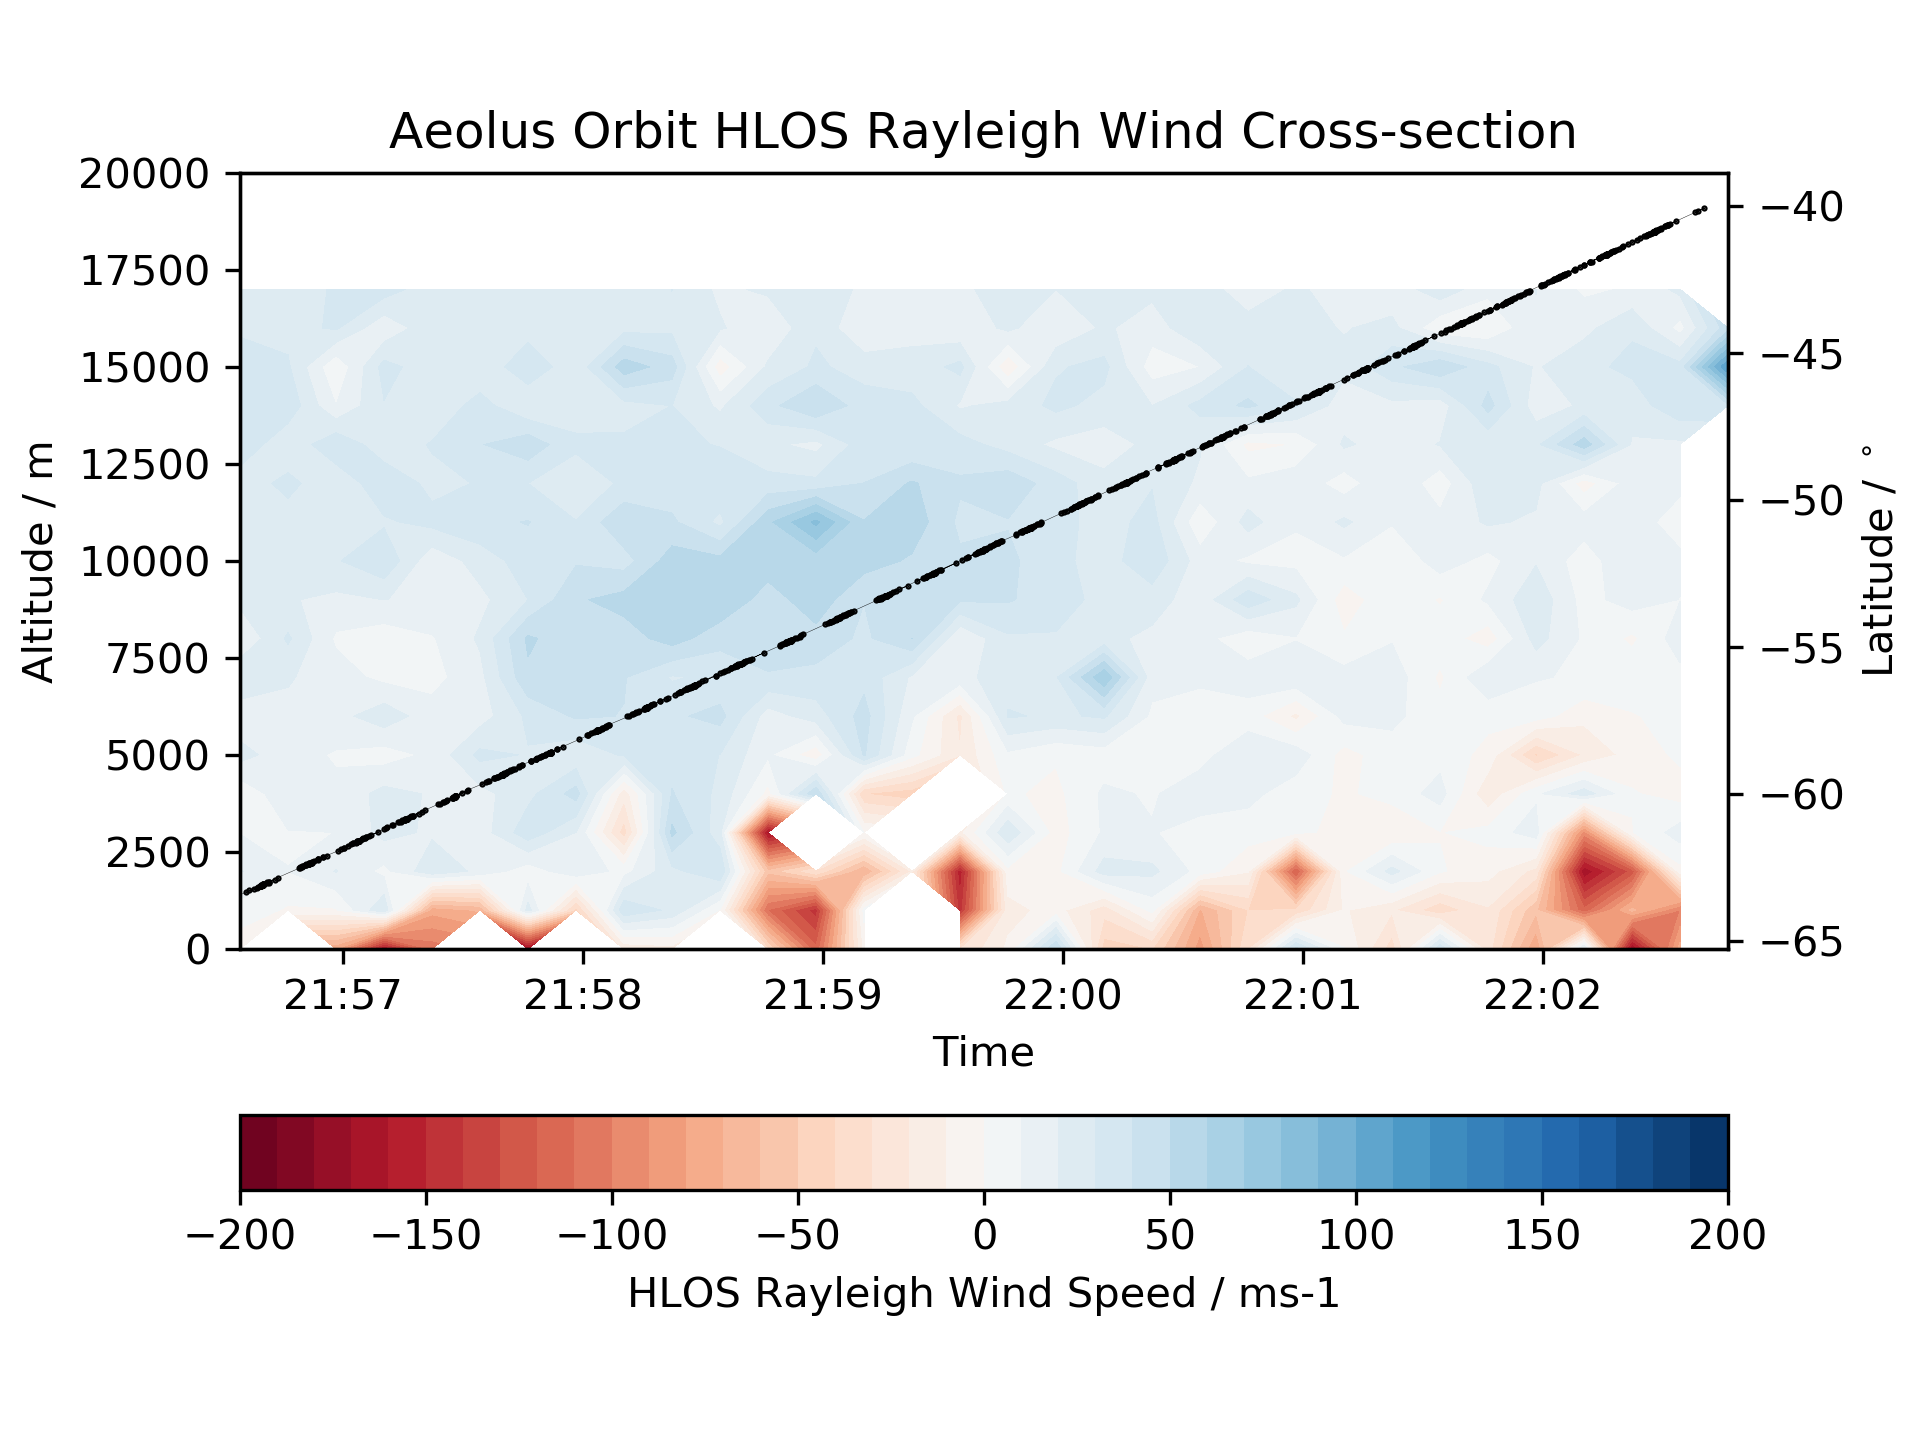 Aeolus Orbit HLOS Rayleigh Wind Cross-section
20000
17500
15000
12500
10000
7500
5000
2500
0
Altitude / m
−40
−45
−50
−55
−60
−65
Latitude / °
21:57 21:58 21:59 22:00 22:01 22:02
Time
−200 −150 −100 −50 0 50 100 150 200
HLOS Rayleigh Wind Speed / ms-1